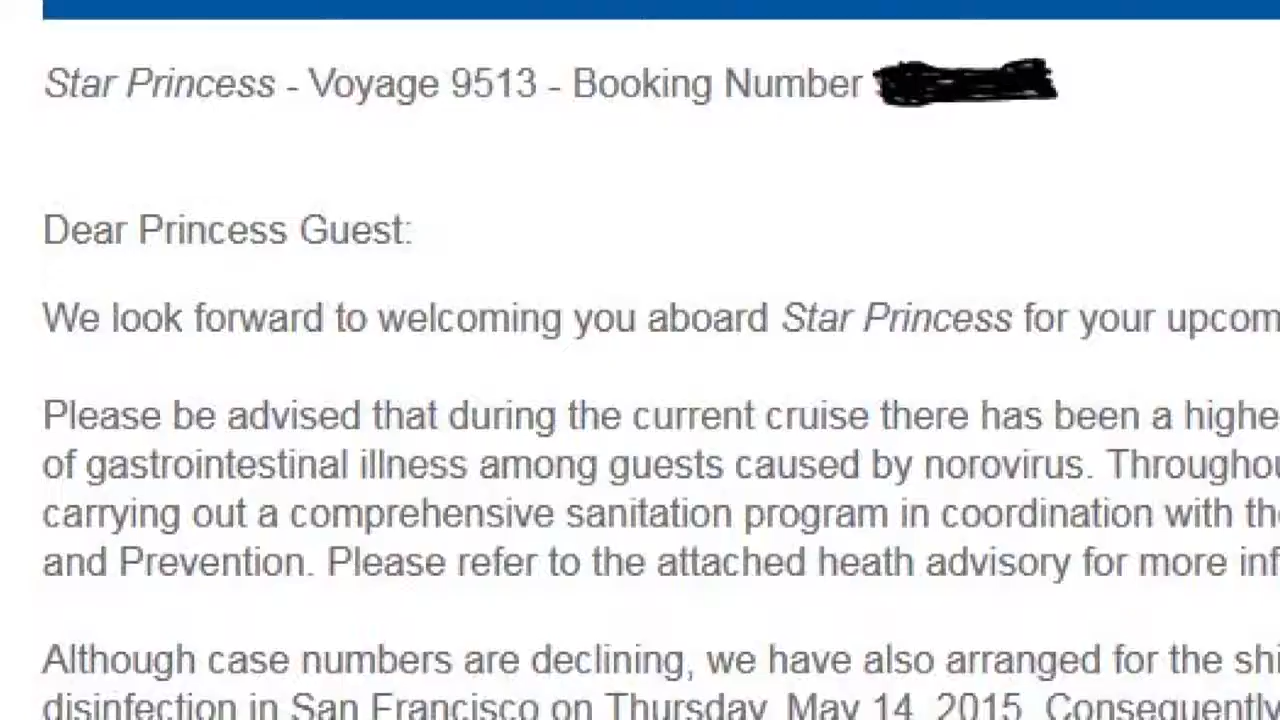 Star Princess - Voyage 9513 - Booking Number
Dear Princess Guest:
We look forward to welcoming you aboard Star Princess for your upcom
Please be advised that during the current cruise there has been a highe
of gastrointestinal illness among guests caused by norovirus. Throughou
carrying out a comprehensive sanitation program in coordination with the
and Prevention. Please refer to the attached heath advisory for more inf
Although case numbers are declining, we have also arranged for the shi
disinfection in San Francisco on Thursday, May 14, 2015. Consequently